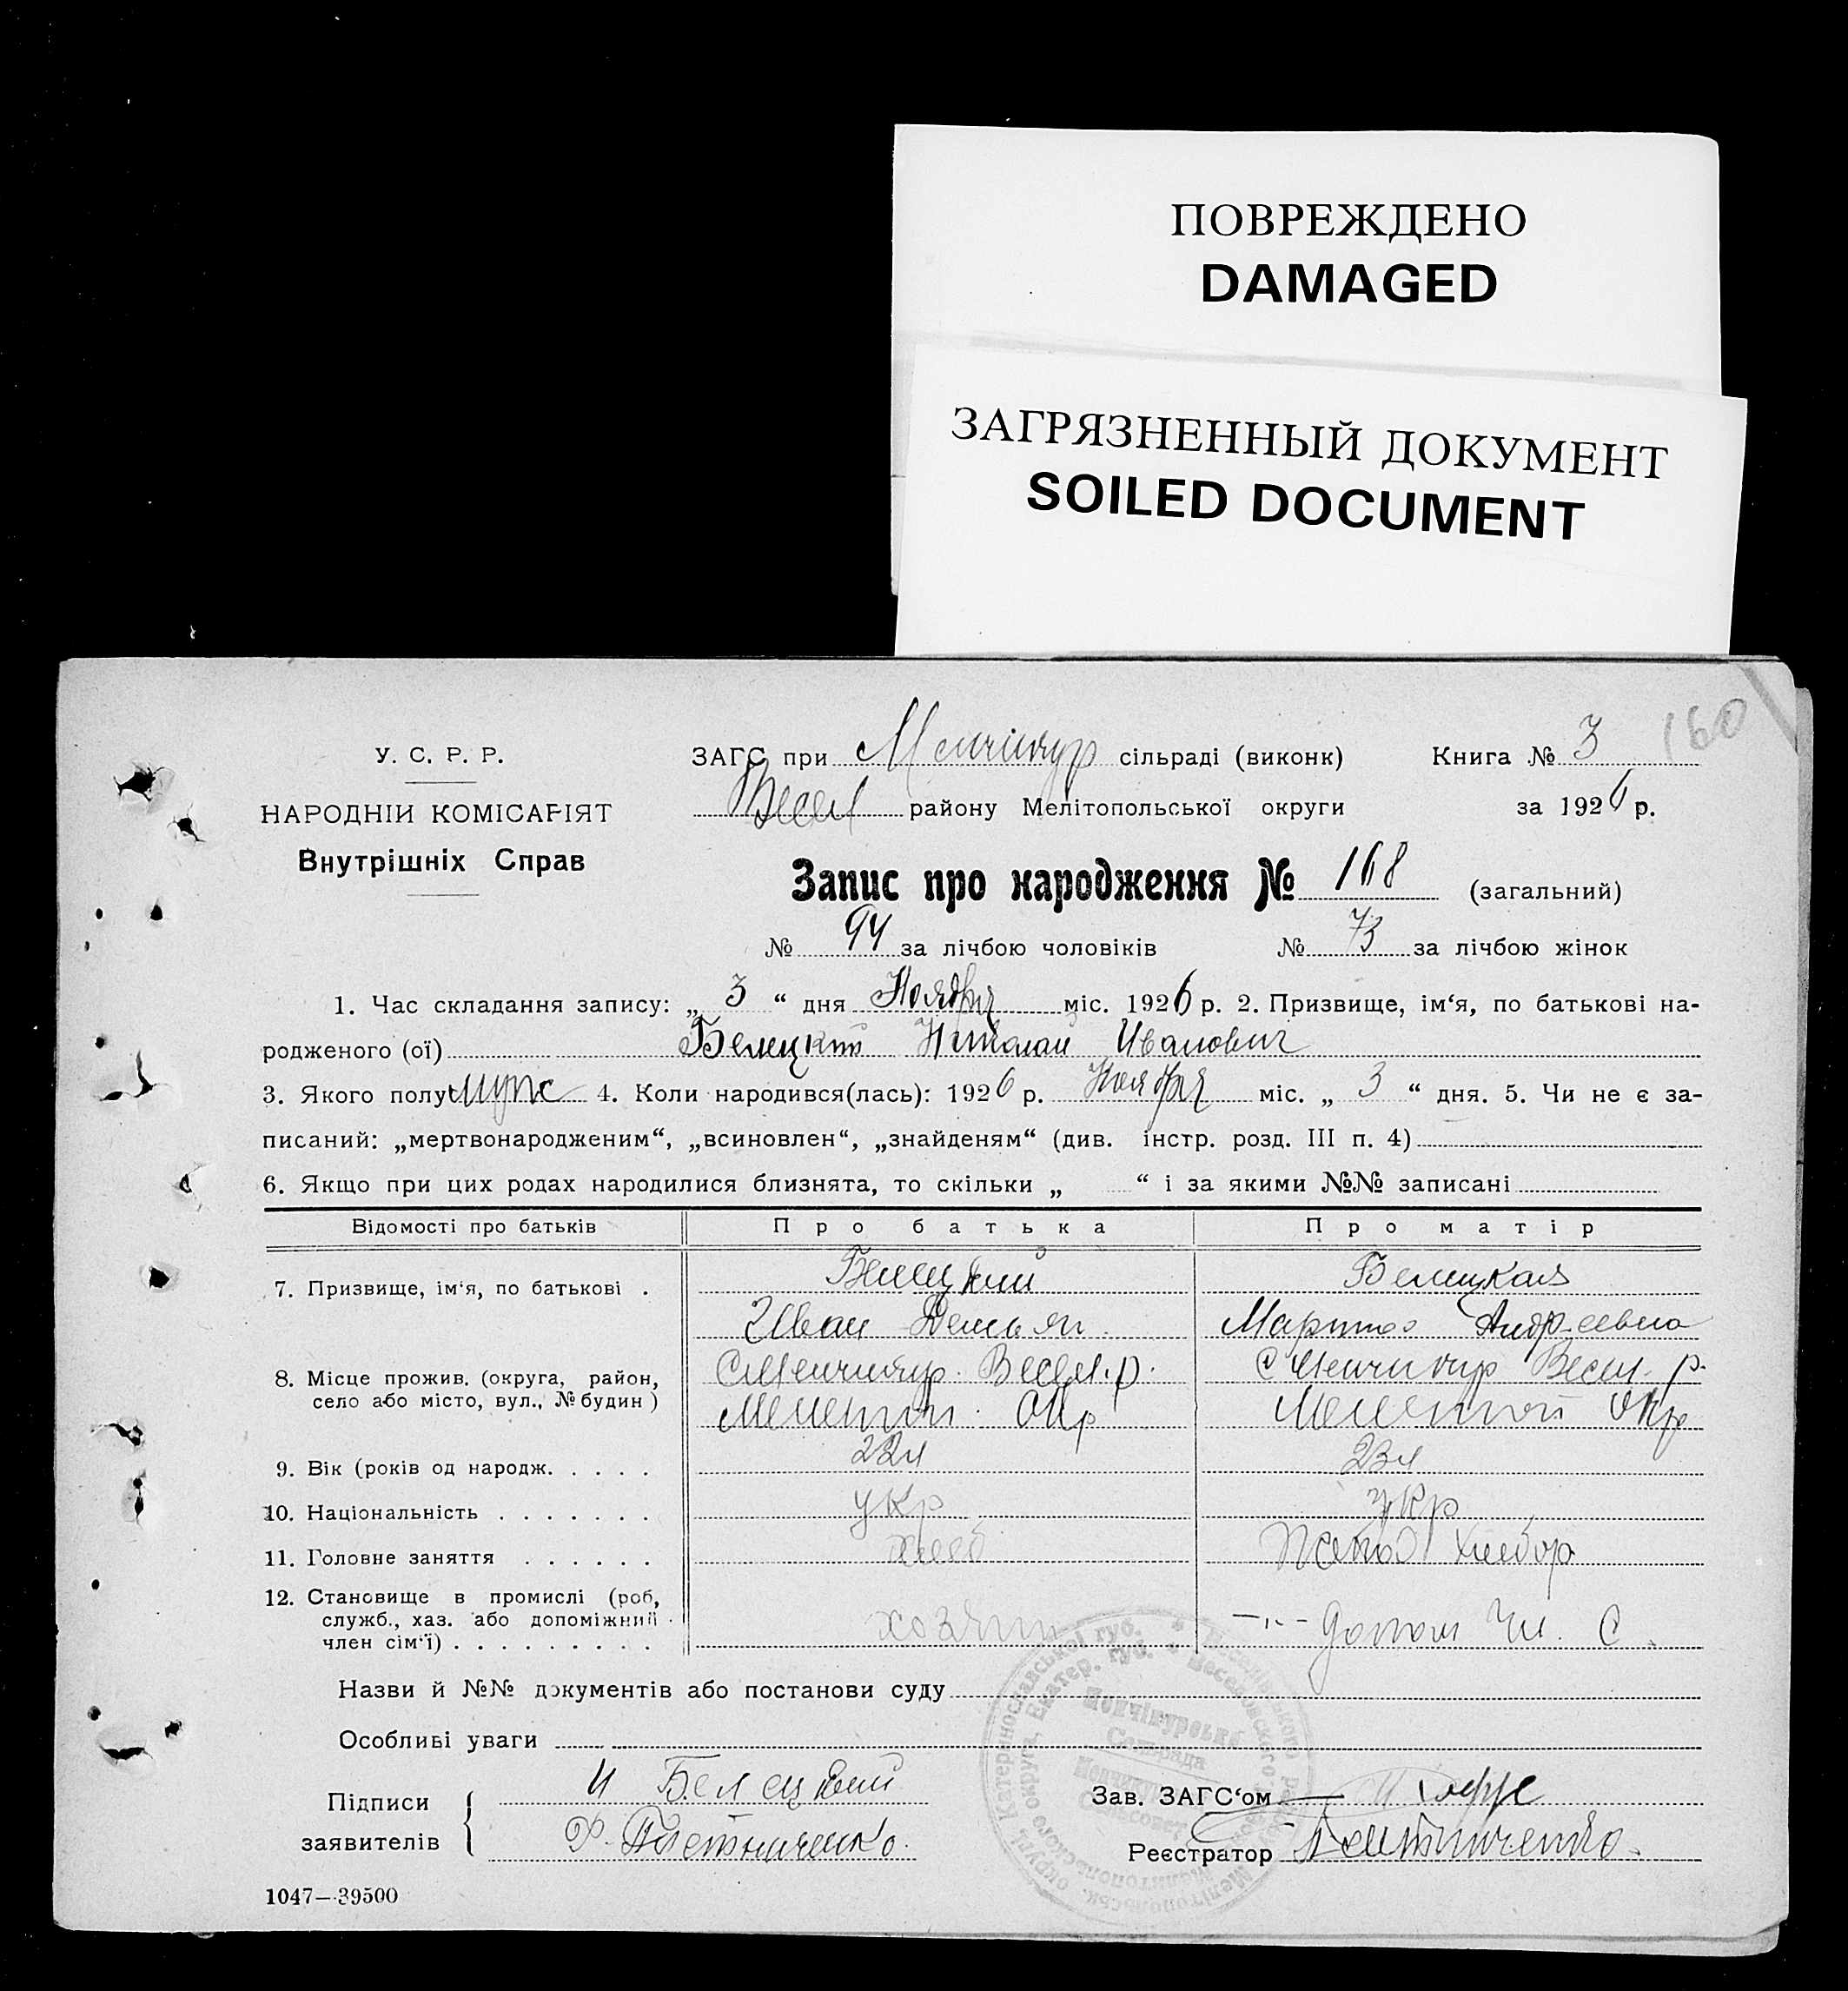 ПОВРЕЖДЕНО
DAMAGED
ЗАГРЯЗНЕННЫЙ ДОКУМЕНТ
SOILED DOCUMENT
160
У. С. Р. Р.
НАРОДНІЙ КОМІСАРІЯТ
Внутрішніх Справ
ЗАГС при Менчикур сільраді (виконк) Книга № 3
Весел району Мелітопольської округи за 1926 р.
Запис про народження № 168 (загальний)
№ 94 за лічбою чоловіків № 73 за лічбою жінок
1. Час складання запису: „ 3 “ дня Ноября міс. 1926 р. 2. Призвище, ім‘я, по батькові на-
родженого (ої) Белецкий Николай Иванович
3. Якого полу муж 4. Коли народився(лась): 1926 р. Ноября міс. „ 3 “ дня. 5. Чи не є за-
писаний: „мертвонародженим“, „всиновлен“, „знайденям“ (див. інстр. розд. III п. 4)
6. Якщо при цих родах народилися близнята, то скільки „ “ і за якими №№ записані
Відомості про батьків Про батька Про матір
7. Призвище, ім‘я, по батькові . Белецкий Белецкая
Иван Демьян Марта Андреевна
8. Місце прожив. (округа, район, С Менчикур Весел. р. С Менчикур Весел. р.
село або місто, вул., № будин) Мелетоп Окр Мелетоп Окр
9. Вік (років од народж. . . . . 22 л 23 л
10. Національність . . . . . . . укр укр
11. Головне заняття . . . . . . хлеб хлебор
12. Становище в промислі (роб,
служб., хаз. або допоміжний хозяин —"— допом чл. С
член сім‘ї) . . . . . . . . .
Назви й №№ документів або постанови суду
Особливі уваги
Підписи И Белецкий Зав. ЗАГС‘ом
заявителів Ф. Плетниченко Реєстратор
1047—39500